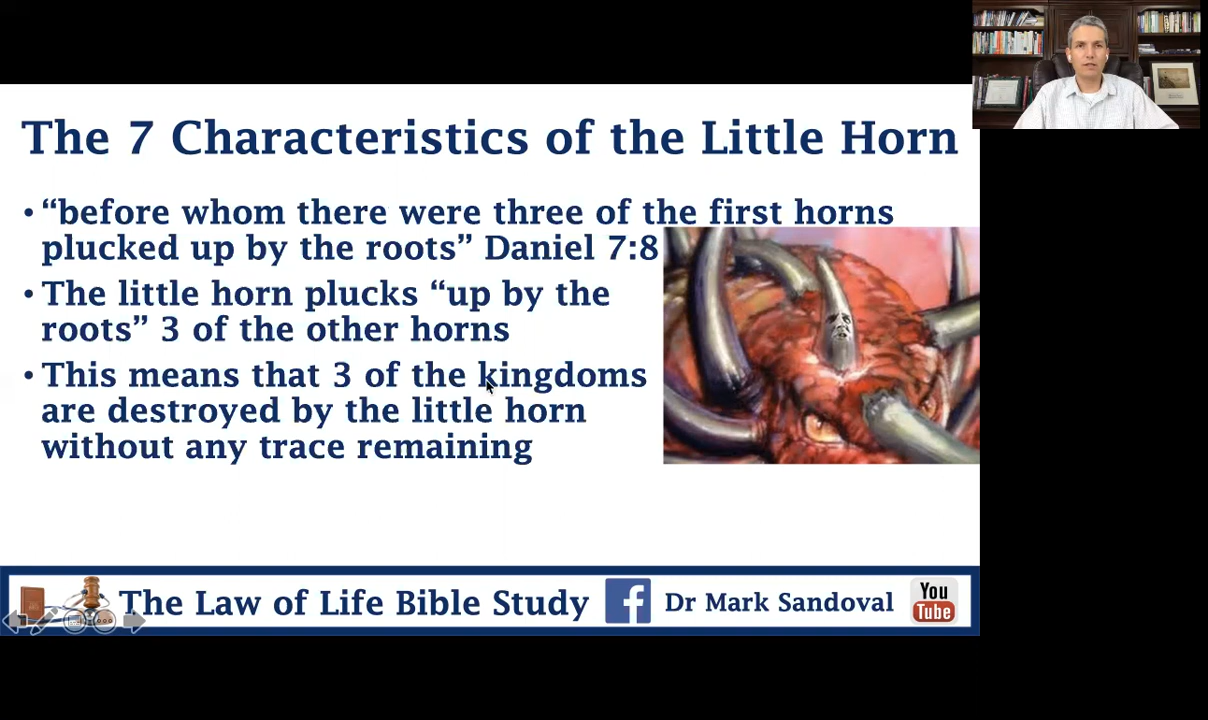 The 7 Characteristics of the Little Horn
• “before whom there were three of the first horns
plucked up by the roots” Daniel 7:8
• The little horn plucks “up by the
roots” 3 of the other horns
• This means that 3 of the kingdoms
are destroyed by the little horn
without any trace remaining
The Law of Life Bible Study
f
Dr Mark Sandoval
You
Tube